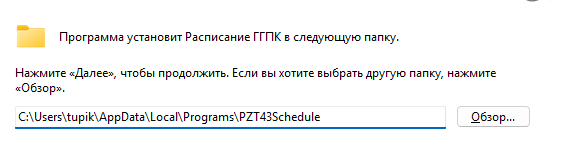 Программа установит Расписание ГГПК в следующую папку.
Нажмите «Далее», чтобы продолжить. Если вы хотите выбрать другую папку, нажмите
«Обзор».
C:\Users\tupik\AppData\Local\Programs\PZT43Schedule
Обзор...